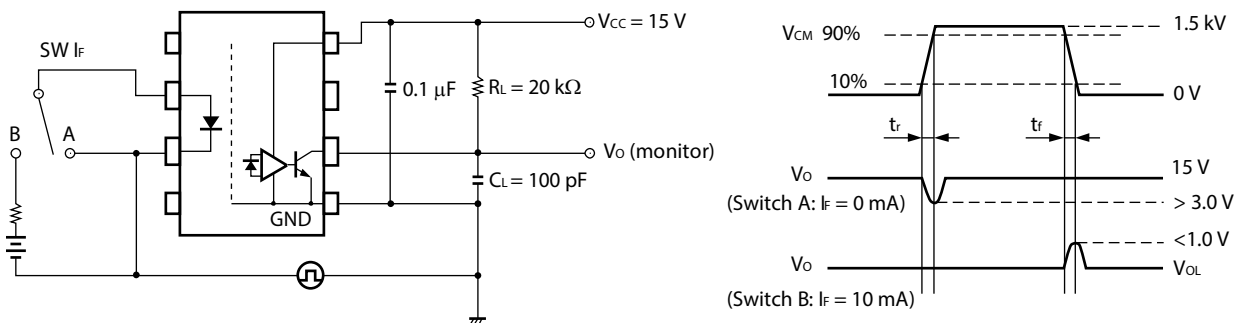 SW IF
B
A
GND
0.1 μF
VCC = 15 V
RL = 20 kΩ
VO (monitor)
CL = 100 pF
VCM 90%
10%
1.5 kV
0 V
tr
tf
VO
(Switch A: IF = 0 mA)
15 V
> 3.0 V
<1.0 V
VO
VOL
(Switch B: IF = 10 mA)